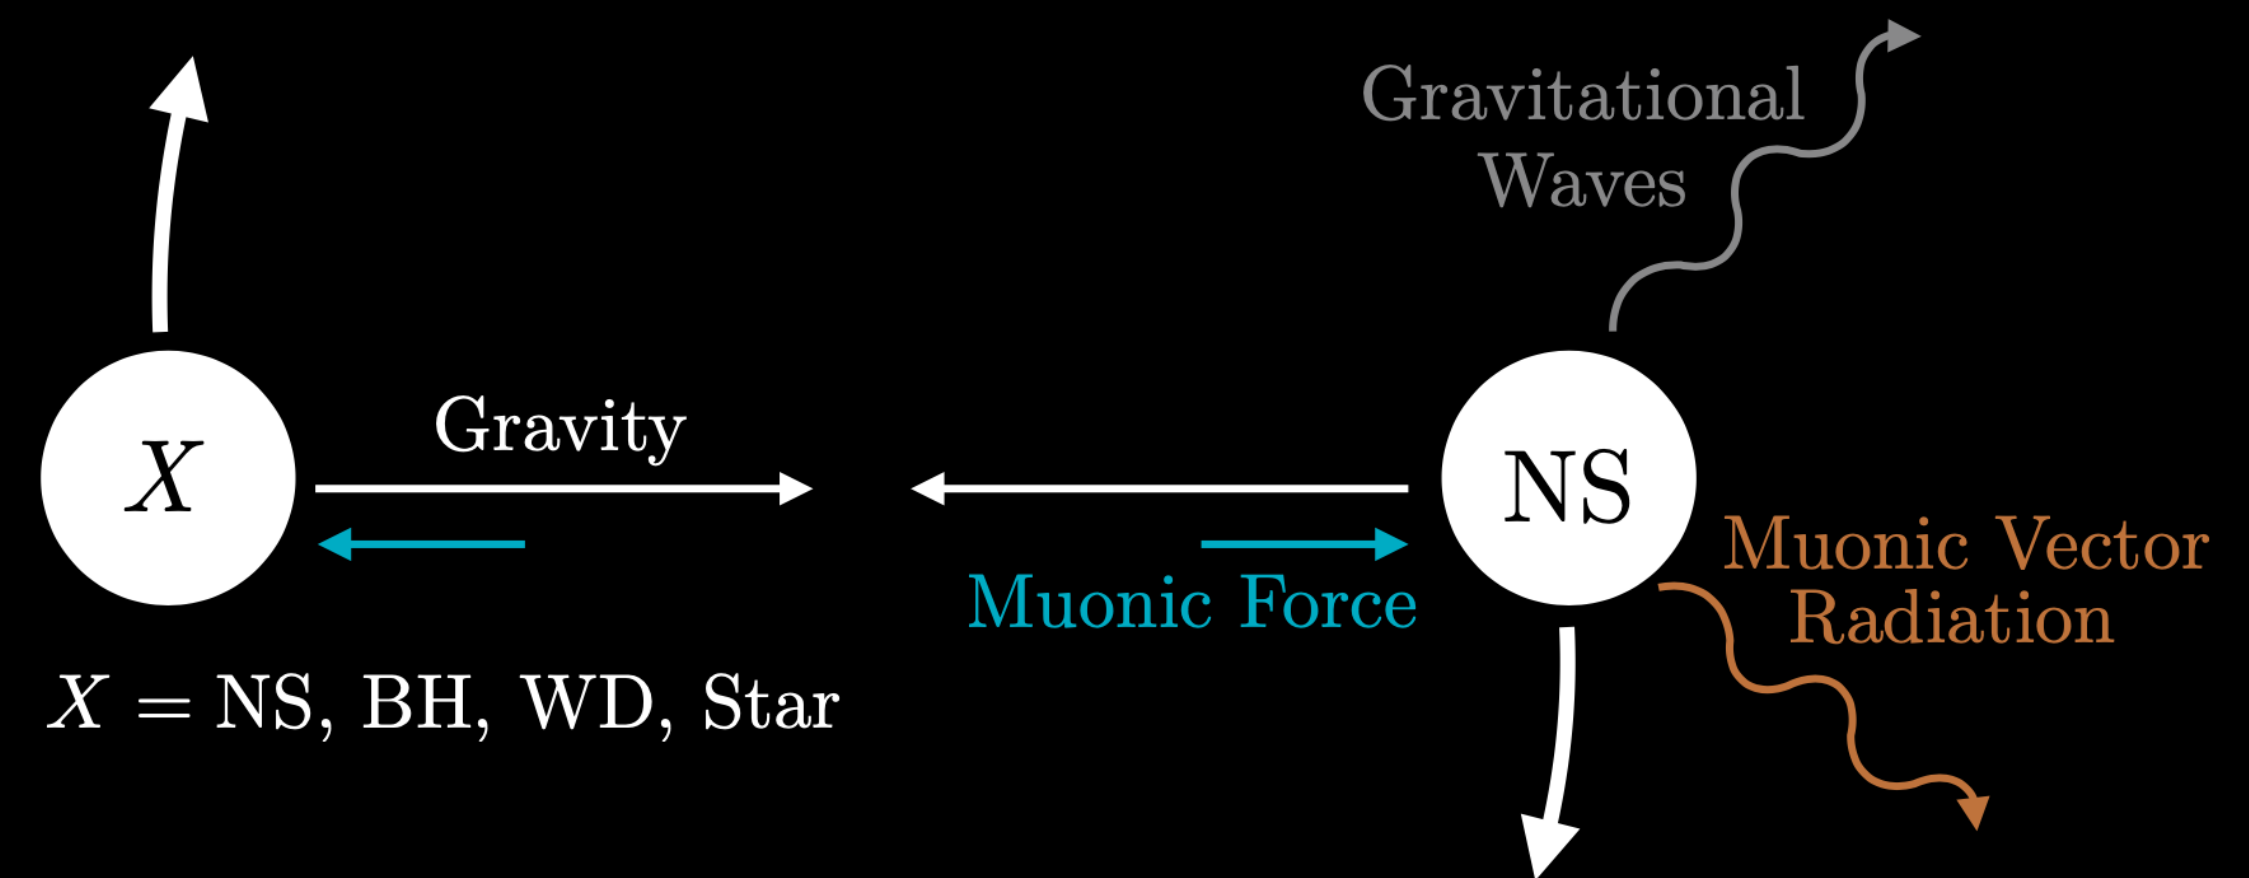 Gravitational
Waves
Gravity
X
NS
Muonic Vector
Radiation
Muonic Force
X = NS, BH, WD, Star